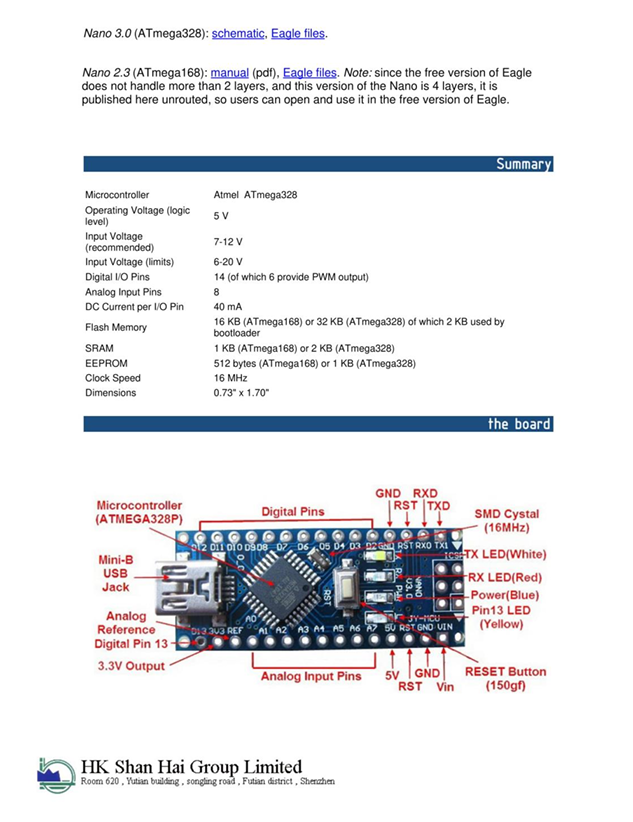 Nano 3.0 (ATmega328): schematic, Eagle files.
Nano 2.3 (ATmega168): manual (pdf), Eagle files. Note: since the free version of Eagle
does not handle more than 2 layers, and this version of the Nano is 4 layers, it is
published here unrouted, so users can open and use it in the free version of Eagle.
Summary
Microcontroller Atmel ATmega328
Operating Voltage (logic
level) 5 V
Input Voltage
(recommended) 7-12 V
Input Voltage (limits) 6-20 V
Digital I/O Pins 14 (of which 6 provide PWM output)
Analog Input Pins 8
DC Current per I/O Pin 40 mA
Flash Memory 16 KB (ATmega168) or 32 KB (ATmega328) of which 2 KB used by
bootloader
SRAM 1 KB (ATmega168) or 2 KB (ATmega328)
EEPROM 512 bytes (ATmega168) or 1 KB (ATmega328)
Clock Speed 16 MHz
Dimensions 0.73" x 1.70"
the board
GND RXD
RST TXD
Microcontroller
(ATMEGA328P)
Digital Pins
SMD Cystal
(16MHz)
D12 D11 D10 D9 D8 D7 D6 D5 D4 D3 D2 GND RST RX0 TX1
TX LED(White)
Mini-B
USB
Jack
RX LED(Red)
Power(Blue)
Pin13 LED
(Yellow)
RST
NANO
V3.0
PWR
JY-MCU
Analog
Reference
Digital Pin 13
3.3V Output
D13 3V3 REF A0 A1 A2 A3 A4 A5 A6 A7 5V RST GND VIN
Analog Input Pins
5V GND
RST Vin
RESET Button
(150gf)
HK Shan Hai Group Limited
Room 620 , Yutian building , songling road , Futian district , Shenzhen